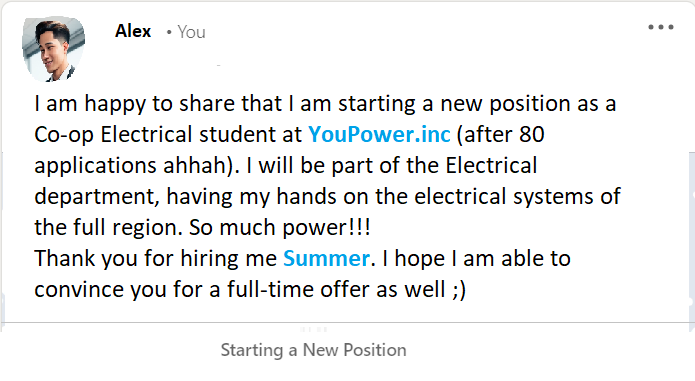 Alex • You
I am happy to share that I am starting a new position as a
Co-op Electrical student at YouPower.inc (after 80
applications ahhah). I will be part of the Electrical
department, having my hands on the electrical systems of
the full region. So much power!!!
Thank you for hiring me Summer. I hope I am able to
convince you for a full-time offer as well ;)
Starting a New Position